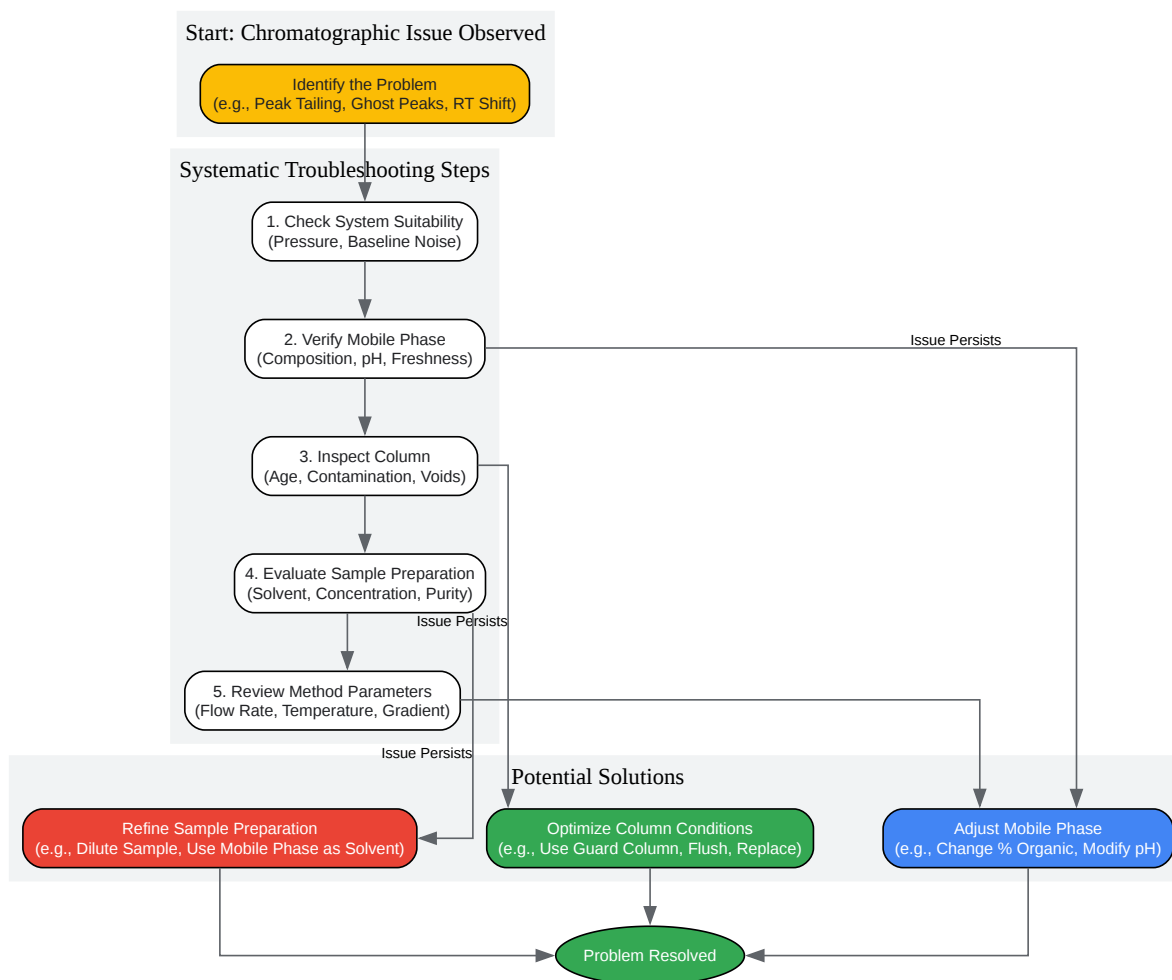 Start: Chromatographic Issue Observed
Identify the Problem
(e.g., Peak Tailing, Ghost Peaks, RT Shift)
Systematic Troubleshooting Steps
1. Check System Suitability
(Pressure, Baseline Noise)
2. Verify Mobile Phase
(Composition, pH, Freshness)
Issue Persists
3. Inspect Column
(Age, Contamination, Voids)
4. Evaluate Sample Preparation
(Solvent, Concentration, Purity)
Issue Persists
5. Review Method Parameters
(Flow Rate, Temperature, Gradient)
Issue Persists
Potential Solutions
Refine Sample Preparation
(e.g., Dilute Sample, Use Mobile Phase as Solvent)
Optimize Column Conditions
(e.g., Use Guard Column, Flush, Replace)
Adjust Mobile Phase
(e.g., Change % Organic, Modify pH)
Problem Resolved